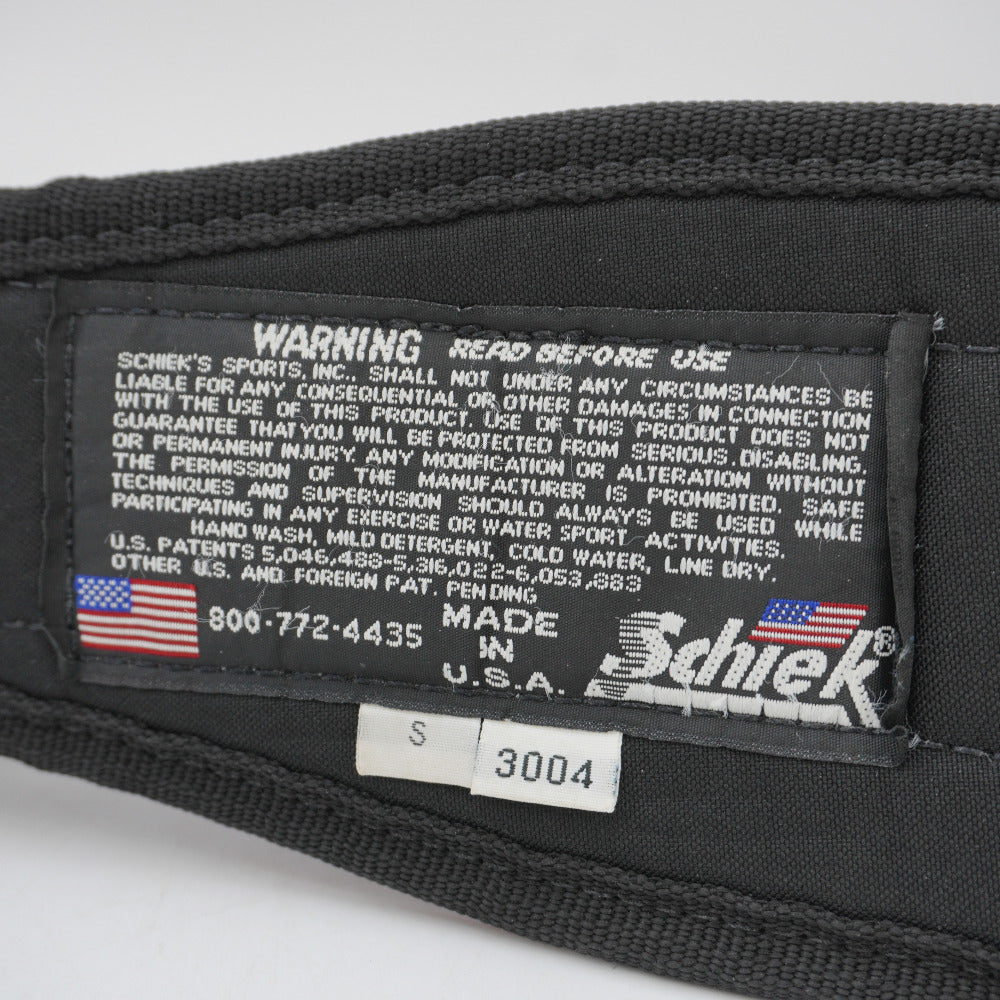 WARNING READ BEFORE USE
SCHIEK'S SPORTS, INC., SHALL NOT UNDER ANY CIRCUMSTANCES BE
LIABLE FOR ANY CONSEQUENTIAL OR OTHER DAMAGES IN CONNECTION
WITH THE USE OF THIS PRODUCT. USE OF THIS PRODUCT DOES NOT
GUARANTEE THAT YOU WILL BE PROTECTED FROM SERIOUS, DISABLING,
OR PERMANENT INJURY. ANY MODIFICATION OR ALTERATION WITHOUT
THE PERMISSION OF THE MANUFACTURER IS PROHIBITED. SAFE
TECHNIQUES AND SUPERVISION SHOULD ALWAYS BE USED WHILE
PARTICIPATING IN ANY EXERCISE OR WATER SPORT ACTIVITIES.
HAND WASH, MILD DETERGENT, COLD WATER, LINE DRY.
U.S. PATENTS 5,046,488-5,316,022-6,053,883
OTHER U.S. AND FOREIGN PAT. PENDING
800-772-4435
MADE
IN
U.S.A.
Schiek®
S
3004